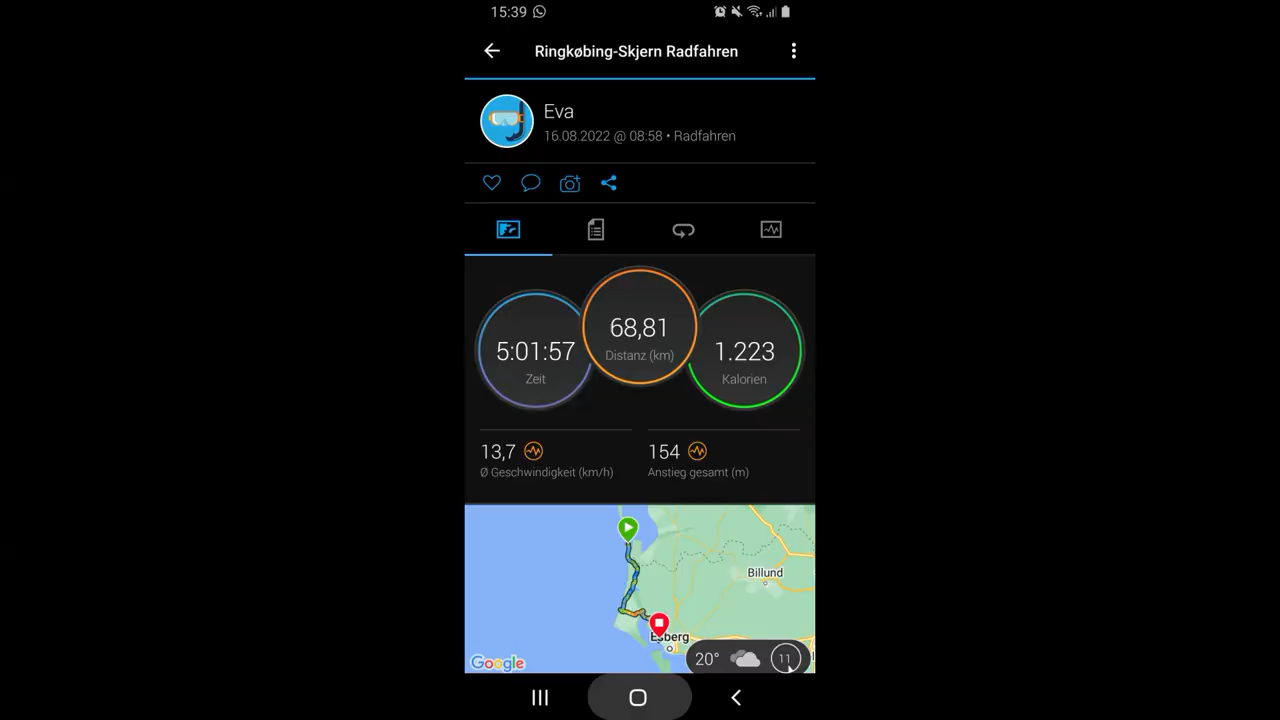 15:39
Ringkøbing-Skjern Radfahren
Eva
16.08.2022 @ 08:58 • Radfahren
5:01:57
Zeit
68,81
Distanz (km)
1.223
Kalorien
13,7
Ø Geschwindigkeit (km/h)
154
Anstieg gesamt (m)
Billund
Esberg
20°
11
Google